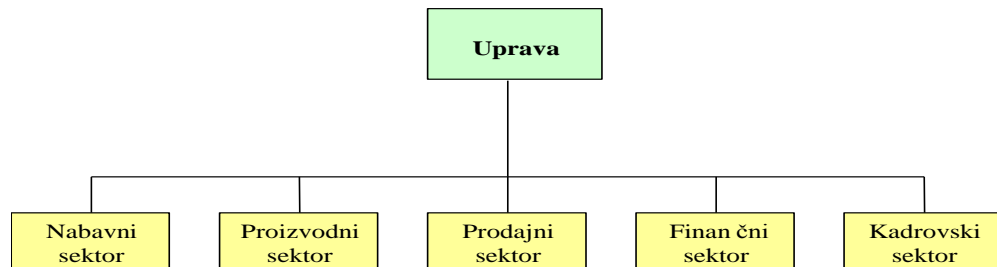 Uprava
Nabavni
sektor
Proizvodni
sektor
Prodajni
sektor
Finan čni
sektor
Kadrovski
sektor